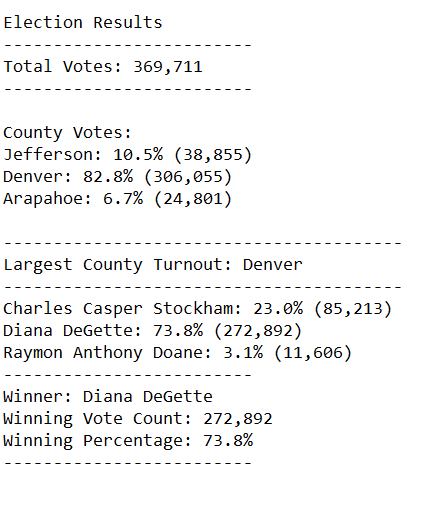 Election Results
-------------------------
Total Votes: 369,711
-------------------------
County Votes:
Jefferson: 10.5% (38,855)
Denver: 82.8% (306,055)
Arapahoe: 6.7% (24,801)
----------------------------------------
Largest County Turnout: Denver
----------------------------------------
Charles Casper Stockham: 23.0% (85,213)
Diana DeGette: 73.8% (272,892)
Raymon Anthony Doane: 3.1% (11,606)
-------------------------
Winner: Diana DeGette
Winning Vote Count: 272,892
Winning Percentage: 73.8%
-------------------------